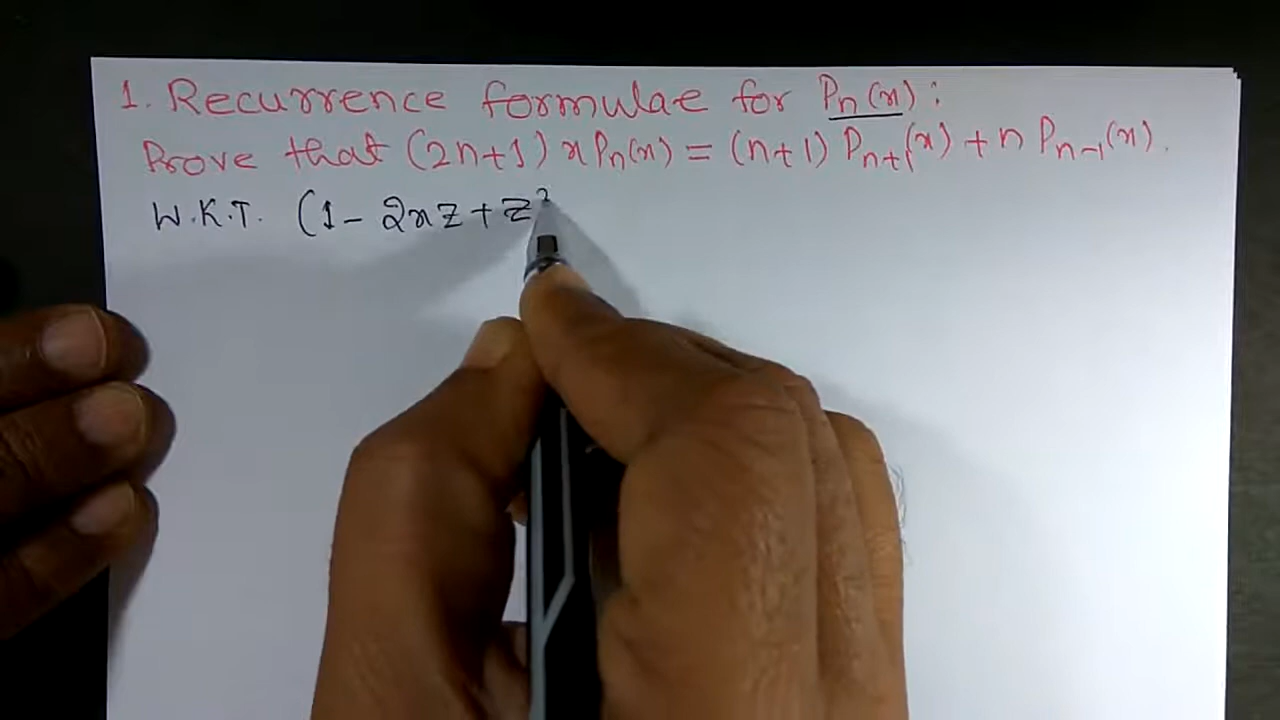 1. Recurrence formulae for Pn(x) :
Prove that (2n+1) x Pn(x) = (n+1) Pn+1(x) + n Pn-1(x).
W.K.T. (1 - 2xz + z²